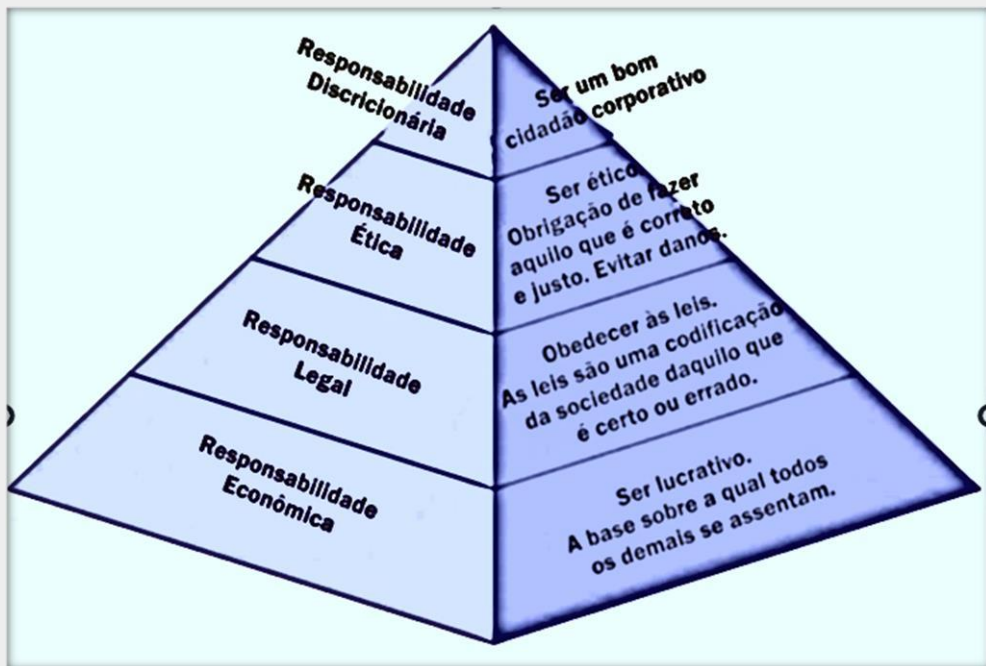 Responsabilidade
Discricionária
Ser um bom
cidadão corporativo
Responsabilidade
Ética
Ser ético
Obrigação de fazer
aquilo que é correto
e justo. Evitar danos.
Responsabilidade
Legal
Obedecer às leis.
As leis são uma codificação
da sociedade daquilo que
é certo ou errado.
Responsabilidade
Econômica
Ser lucrativo.
A base sobre a qual todos
os demais se assentam.